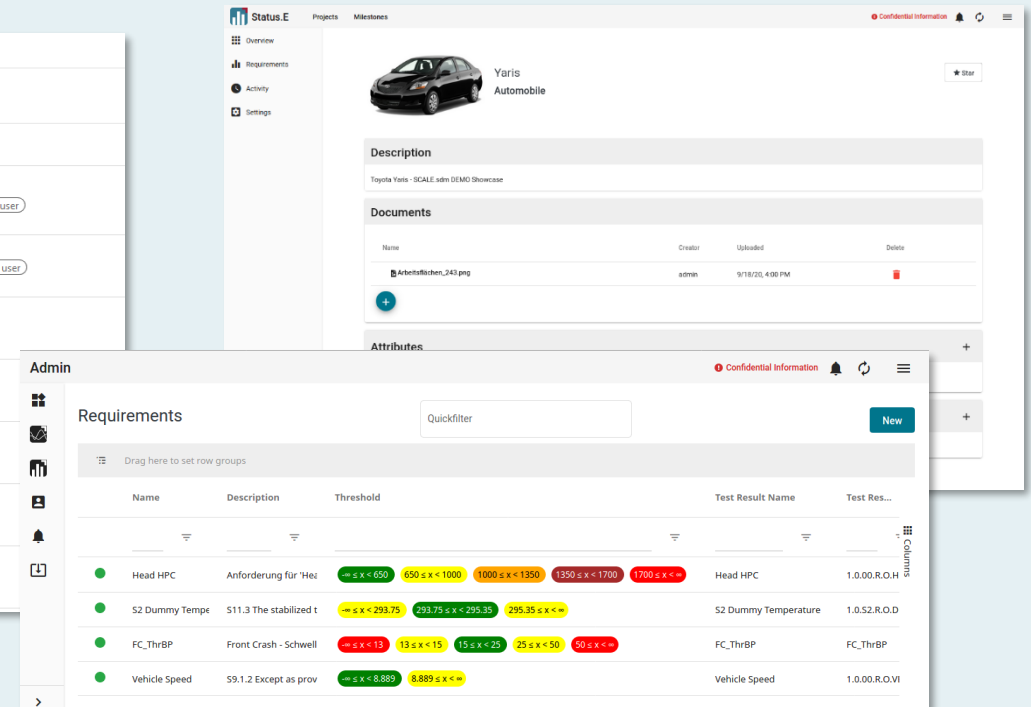 Status.E Projects Milestones Confidential Information
Overview
Requirements
Activity
Settings
Yaris
Automobile
Star
Description
Toyota Yaris - SCALE.sdm DEMO Showcase
Documents
Name Creator Uploaded Delete
Arbeitsflächen_243.png admin 9/18/20, 4:00 PM
+
Attributes +
+
user
user
Admin Confidential Information
Requirements Quickfilter New
Drag here to set row groups
Name Description Threshold Test Result Name Test Res...
Columns
Head HPC Anforderung für 'Hea -∞ ≤ x < 650 650 ≤ x < 1000 1000 ≤ x < 1350 1350 ≤ x < 1700 1700 ≤ x < ∞ Head HPC 1.0.00.R.O.H
S2 Dummy Tempe S11.3 The stabilized t -∞ ≤ x < 293.75 293.75 ≤ x < 295.35 295.35 ≤ x < ∞ S2 Dummy Temperature 1.0.S2.R.O.D
FC_ThrBP Front Crash - Schwell -∞ ≤ x < 13 13 ≤ x < 15 15 ≤ x < 25 25 ≤ x < 50 50 ≤ x < ∞ FC_ThrBP FC_ThrBP
Vehicle Speed S9.1.2 Except as prov -∞ ≤ x < 8.889 8.889 ≤ x < ∞ Vehicle Speed 1.0.00.R.O.VI